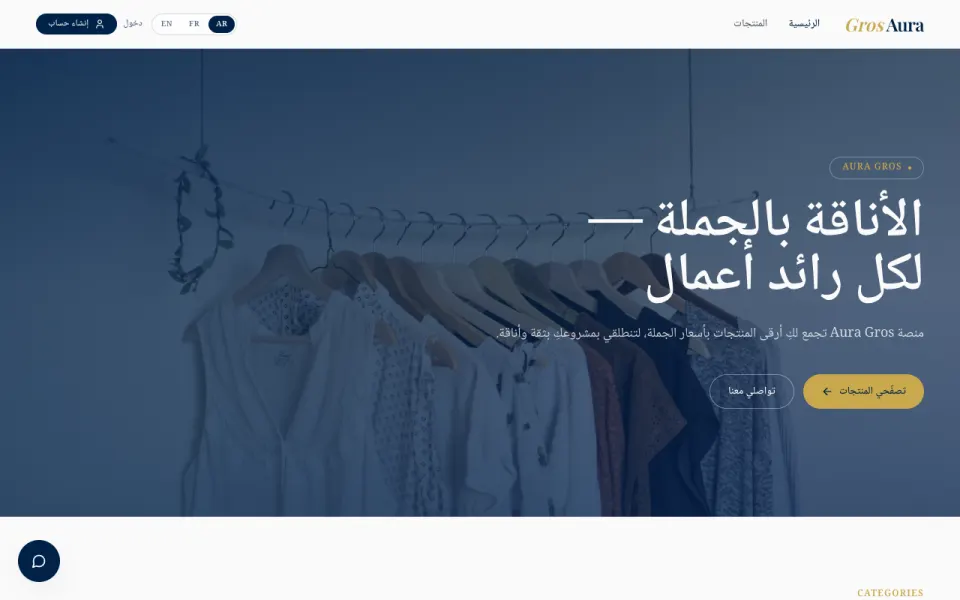 Gros Aura
الرئيسية
المنتجات
AR
FR
EN
دخول
إنشاء حساب
AURA GROS
الأناقة بالجملة —
لكل رائد أعمال
منصة Aura Gros تجمع لكِ أرقى المنتجات بأسعار الجملة، لتنطلقي بمشروعكِ بثقة وأناقة.
تصفّحي المنتجات ←
تواصلي معنا
CATEGORIES